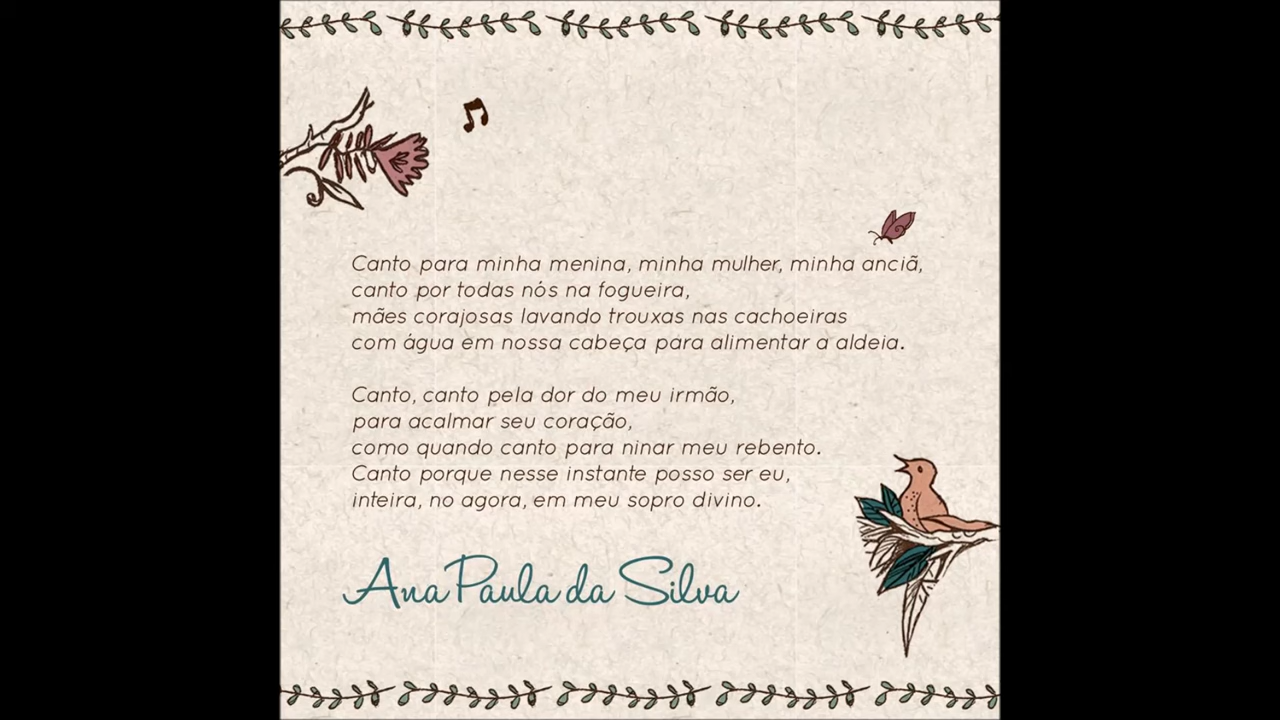 Canto para minha menina, minha mulher, minha anciã,
canto por todas nós na fogueira,
mães corajosas lavando trouxas nas cachoeiras
com água em nossa cabeça para alimentar a aldeia.
Canto, canto pela dor do meu irmão,
para acalmar seu coração,
como quando canto para ninar meu rebento.
Canto porque nesse instante posso ser eu,
inteira, no agora, em meu sopro divino.
Ana Paula da Silva